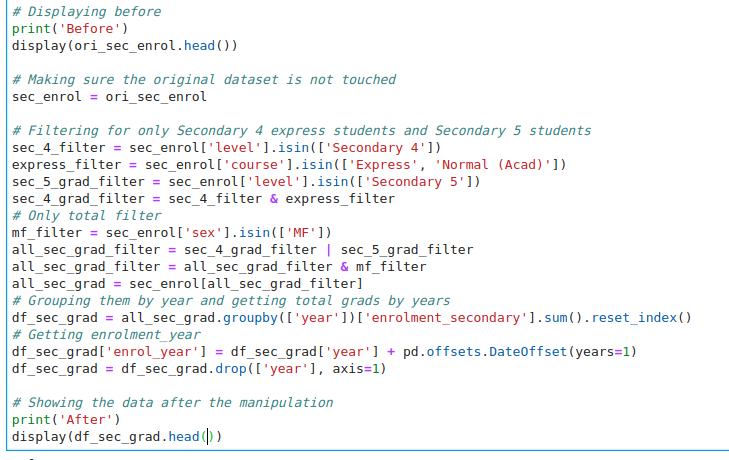 # Displaying before
print('Before')
display(ori_sec_enrol.head())
# Making sure the original dataset is not touched
sec_enrol = ori_sec_enrol
# Filtering for only Secondary 4 express students and Secondary 5 students
sec_4_filter = sec_enrol['level'].isin(['Secondary 4'])
express_filter = sec_enrol['course'].isin(['Express', 'Normal (Acad)'])
sec_5_grad_filter = sec_enrol['level'].isin(['Secondary 5'])
sec_4_grad_filter = sec_4_filter & express_filter
# Only total filter
mf_filter = sec_enrol['sex'].isin(['MF'])
all_sec_grad_filter = sec_4_grad_filter | sec_5_grad_filter
all_sec_grad_filter = all_sec_grad_filter & mf_filter
all_sec_grad = sec_enrol[all_sec_grad_filter]
# Grouping them by year and getting total grads by years
df_sec_grad = all_sec_grad.groupby(['year'])['enrolment_secondary'].sum().reset_index()
# Getting enrolment_year
df_sec_grad['enrol_year'] = df_sec_grad['year'] + pd.offsets.DateOffset(years=1)
df_sec_grad = df_sec_grad.drop(['year'], axis=1)
# Showing the data after the manipulation
print('After')
display(df_sec_grad.head())